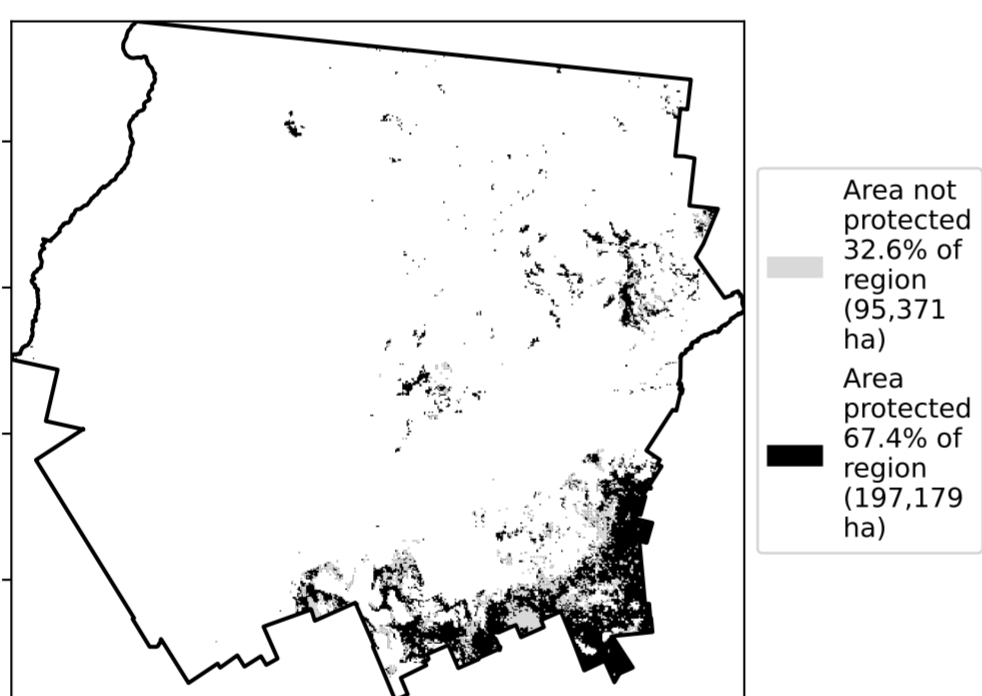 Area not
protected
32.6% of
region
(95,371
ha)
Area
protected
67.4% of
region
(197,179
ha)